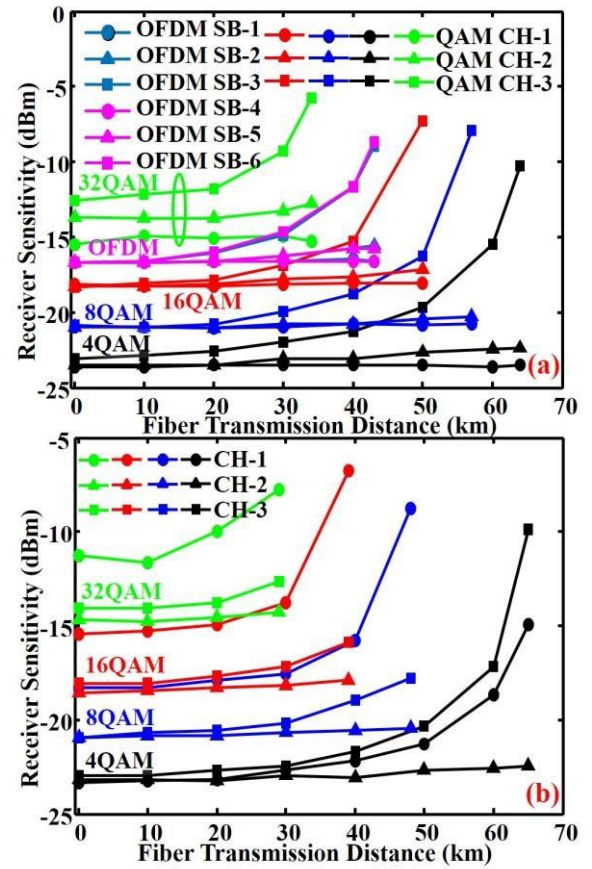 0
-5
-10
-15
-20
-25
Receiver Sensitivity (dBm)
OFDM SB-1
OFDM SB-2
OFDM SB-3
OFDM SB-4
OFDM SB-5
OFDM SB-6
QAM CH-1
QAM CH-2
QAM CH-3
32QAM
OFDM
16QAM
8QAM
4QAM
(a)
0 10 20 30 40 50 60 70
Fiber Transmission Distance (km)
-5
-10
-15
-20
-25
Receiver Sensitivity (dBm)
CH-1
CH-2
CH-3
32QAM
16QAM
8QAM
4QAM
(b)
0 10 20 30 40 50 60 70
Fiber Transmission Distance (km)